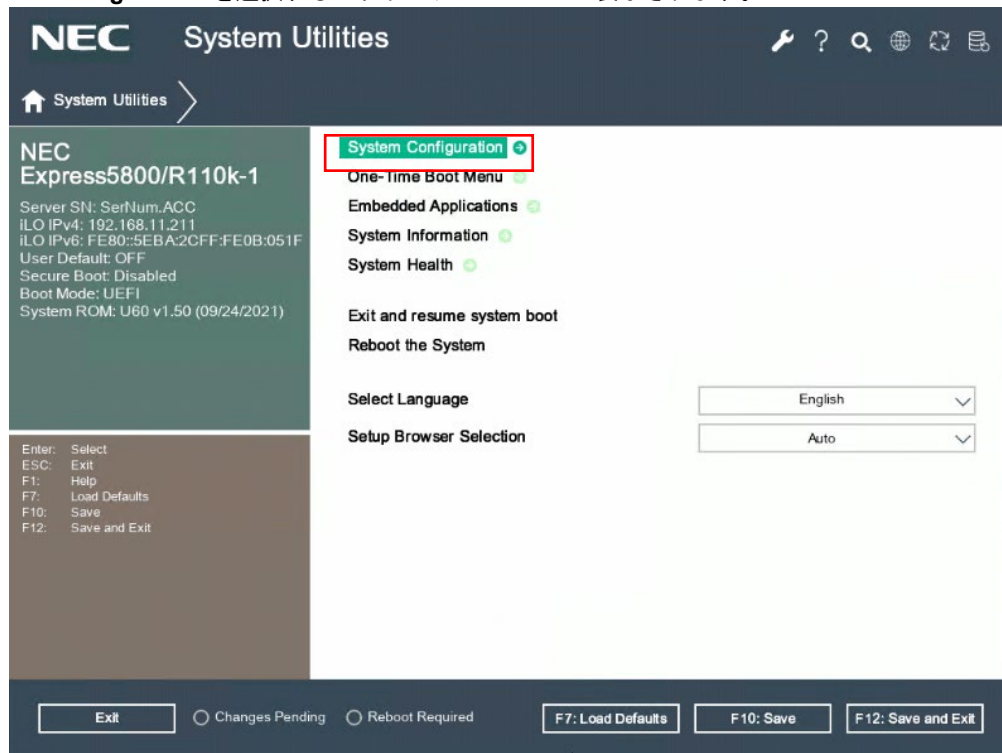 NEC System Utilities
System Utilities
NEC
Express5800/R110k-1
Server SN: SerNum.ACC
iLO IPv4: 192.168.11.211
iLO IPv6: FE80::5EBA:2CFF:FE0B:051F
User Default: OFF
Secure Boot: Disabled
Boot Mode: UEFI
System ROM: U60 v1.50 (09/24/2021)
Enter: Select
ESC: Exit
F1: Help
F7: Load Defaults
F10: Save
F12: Save and Exit
System Configuration
One-Time Boot Menu
Embedded Applications
System Information
System Health
Exit and resume system boot
Reboot the System
Select Language English
Setup Browser Selection Auto
Exit Changes Pending Reboot Required F7: Load Defaults F10: Save F12: Save and Exit